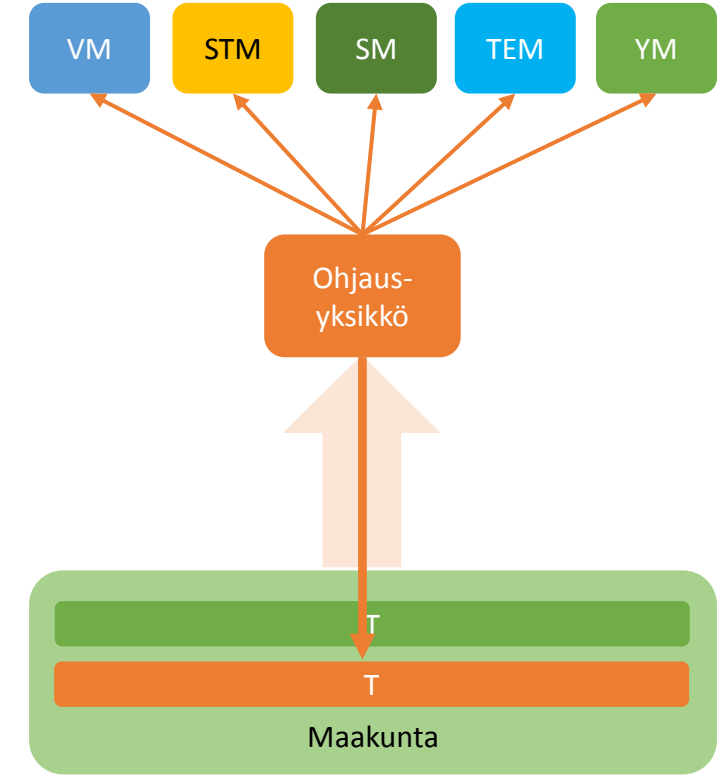 VM STM SM TEM YM
Ohjaus-
yksikkö
T
T
Maakunta